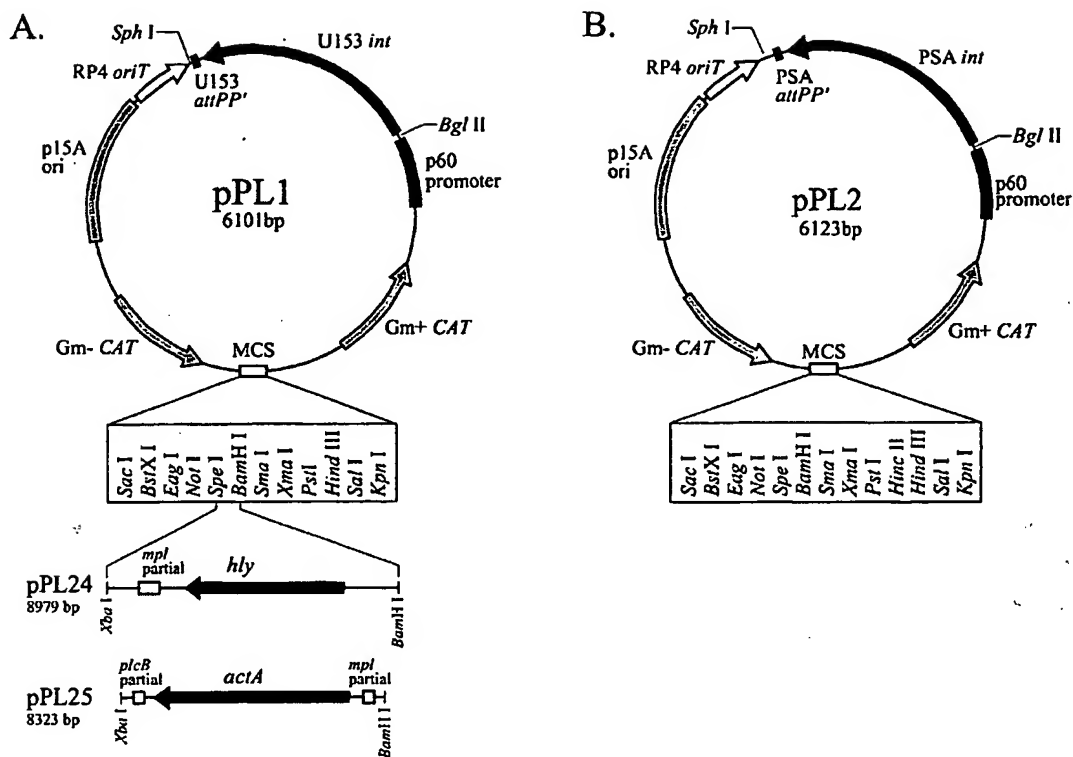 A.
Sph I
U153 int
RP4 oriT
U153
attPP'
Bgl II
p15A
ori
p60
promoter
pPL1
6101bp
Gm- CAT
Gm+ CAT
MCS
Sac I
BstX I
Eag I
Not I
Spe I
BamH I
Sma I
Xma I
PstI
Hind III
Sal I
Kpn I
mpl
partial
hly
pPL24
8979 bp
Xba I
BamH I
plcB
partial
actA
mpl
partial
pPL25
8323 bp
Xba I
BamH I
B.
Sph I
PSA int
RP4 oriT
PSA
attPP'
Bgl II
p15A
ori
p60
promoter
pPL2
6123bp
Gm- CAT
Gm+ CAT
MCS
Sac I
BstX I
Eag I
Not I
Spe I
BamH I
Sma I
Xma I
Pst I
Hinc II
Hind III
Sal I
Kpn I